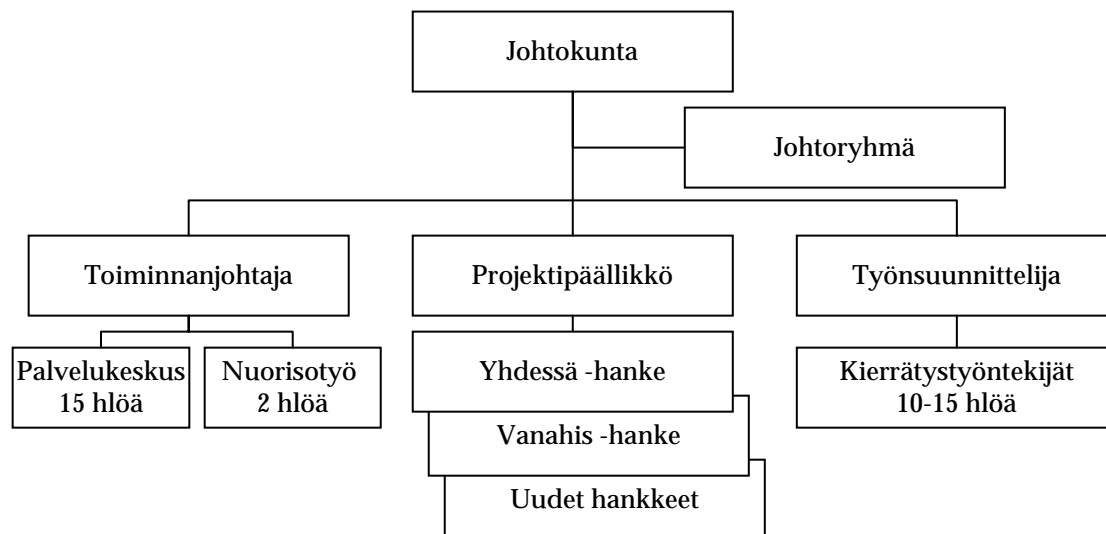 Johtokunta
Johtoryhmä
Toiminnanjohtaja
Projektipäällikkö
Työnsuunnittelija
Palvelukeskus
15 hlöä
Nuorisotyö
2 hlöä
Yhdessä -hanke
Vanahis -hanke
Uudet hankkeet
Kierrätystyöntekijät
10-15 hlöä